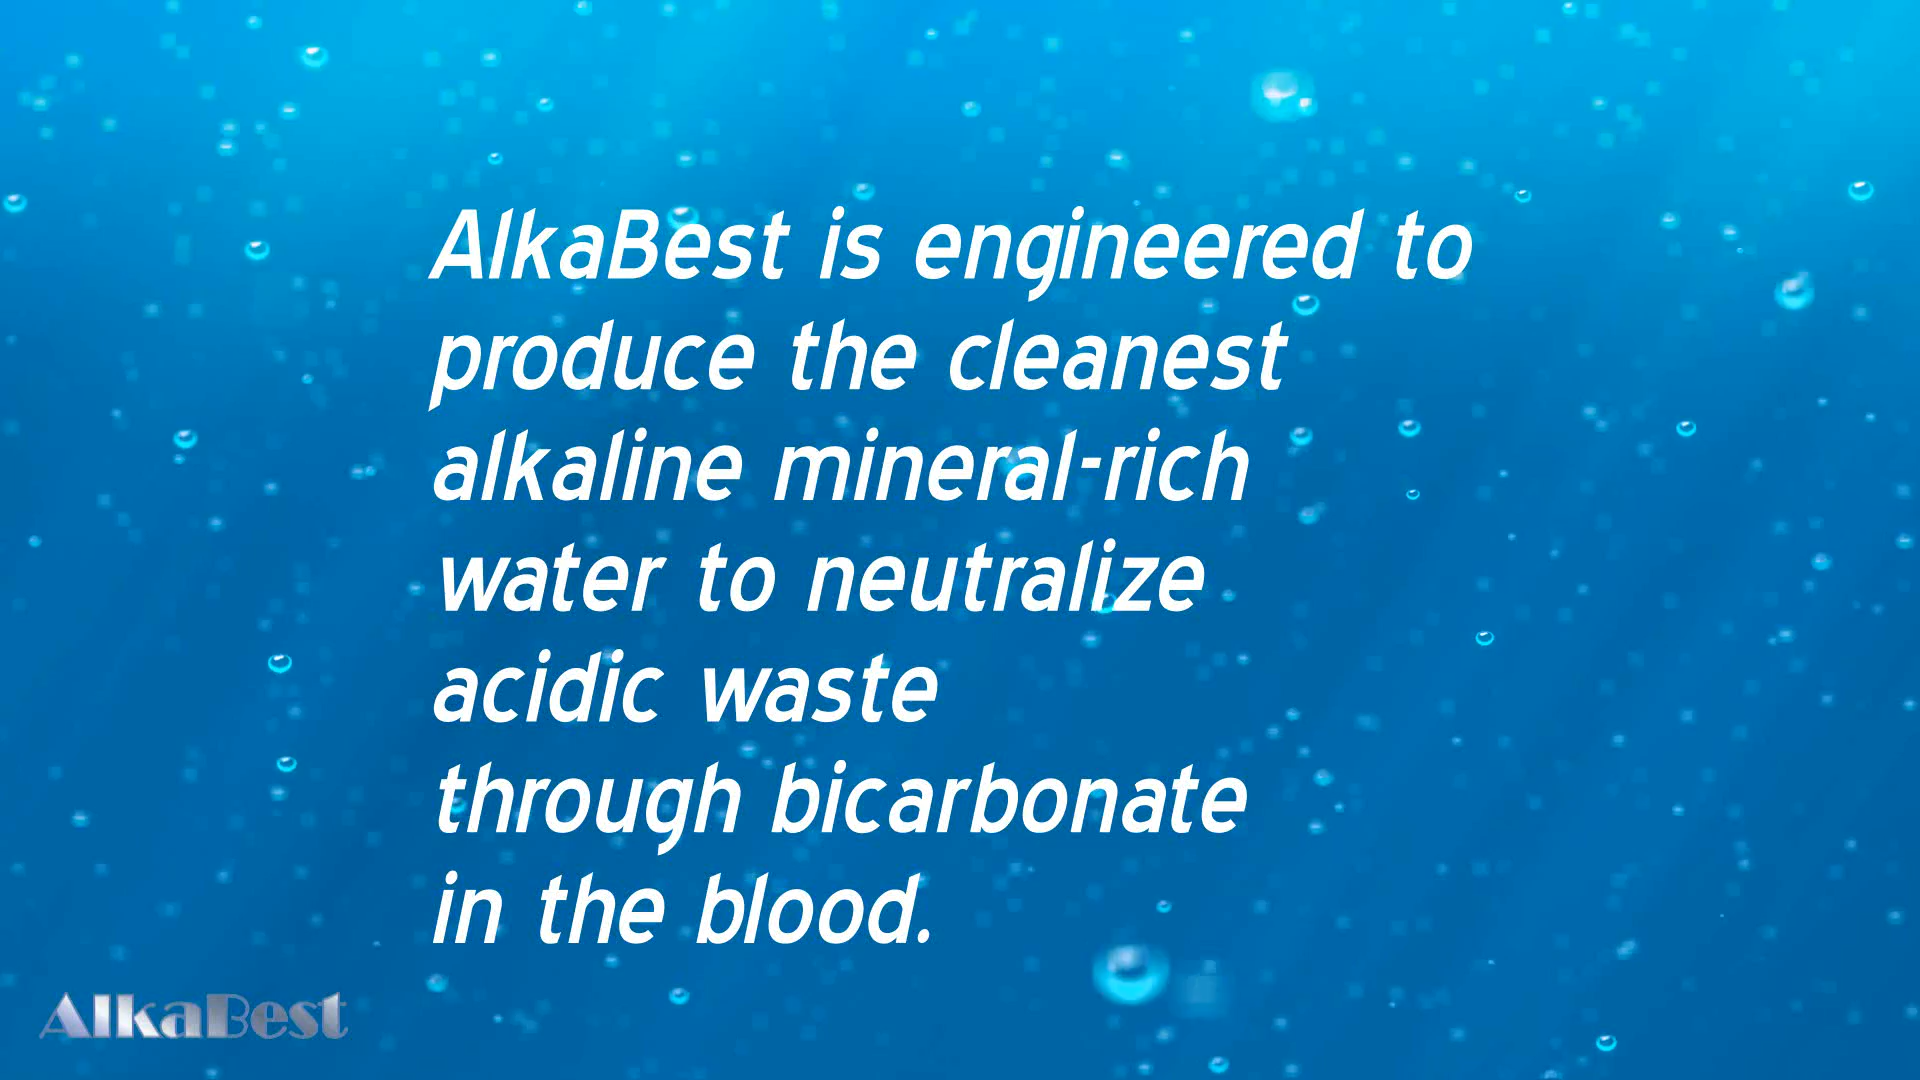 AlkaBest is engineered to
produce the cleanest
alkaline mineral-rich
water to neutralize
acidic waste
through bicarbonate
in the blood.
AlkaBest